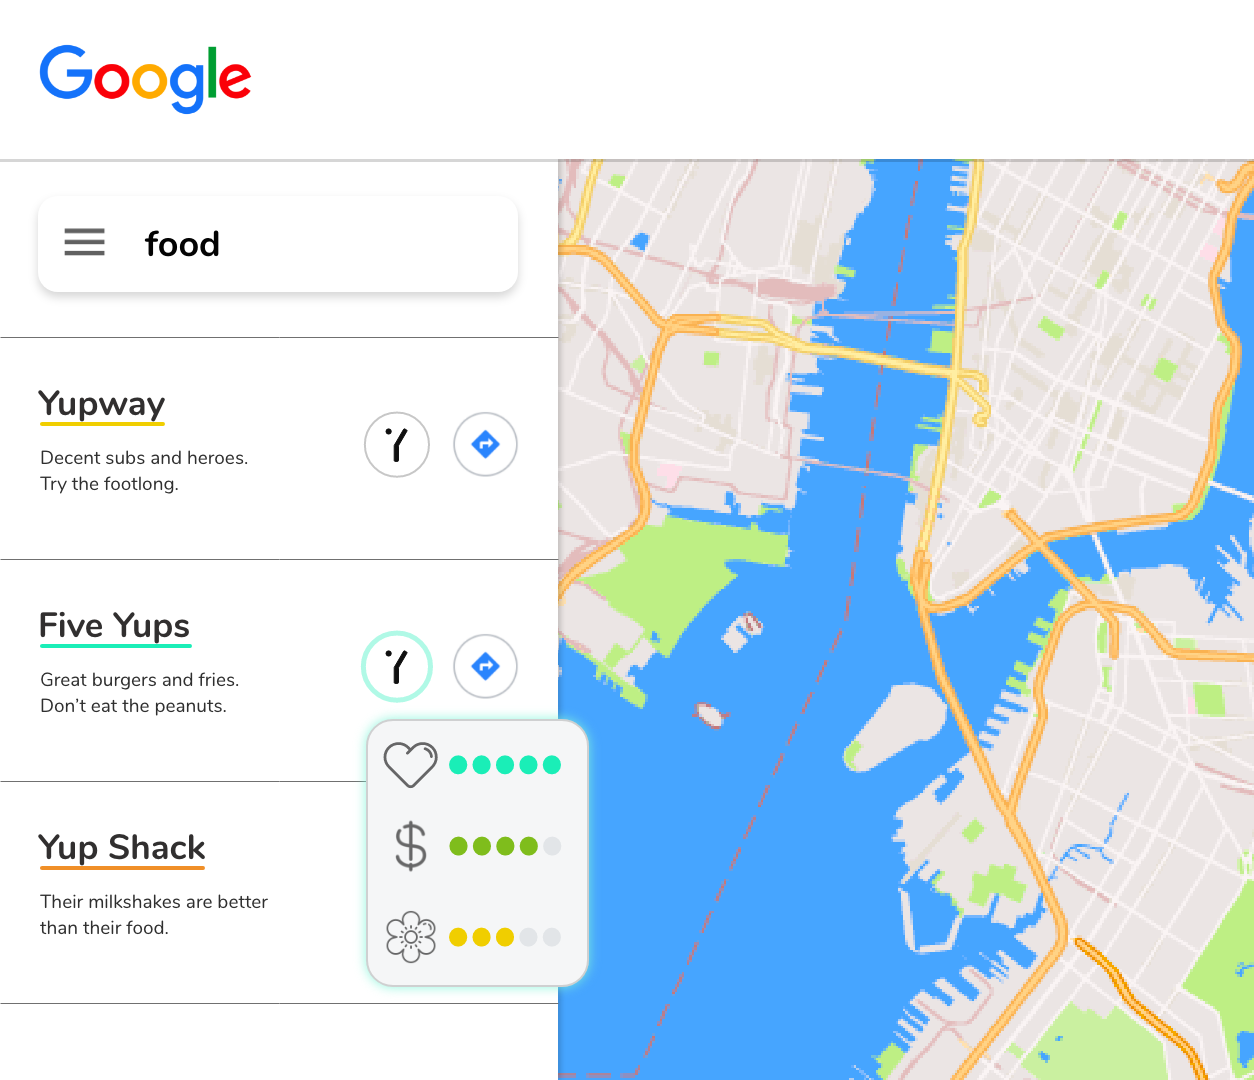 Google
food
Yupway
Decent subs and heroes.
Try the footlong.
Five Yups
Great burgers and fries.
Don’t eat the peanuts.
$
Yup Shack
Their milkshakes are better
than their food.